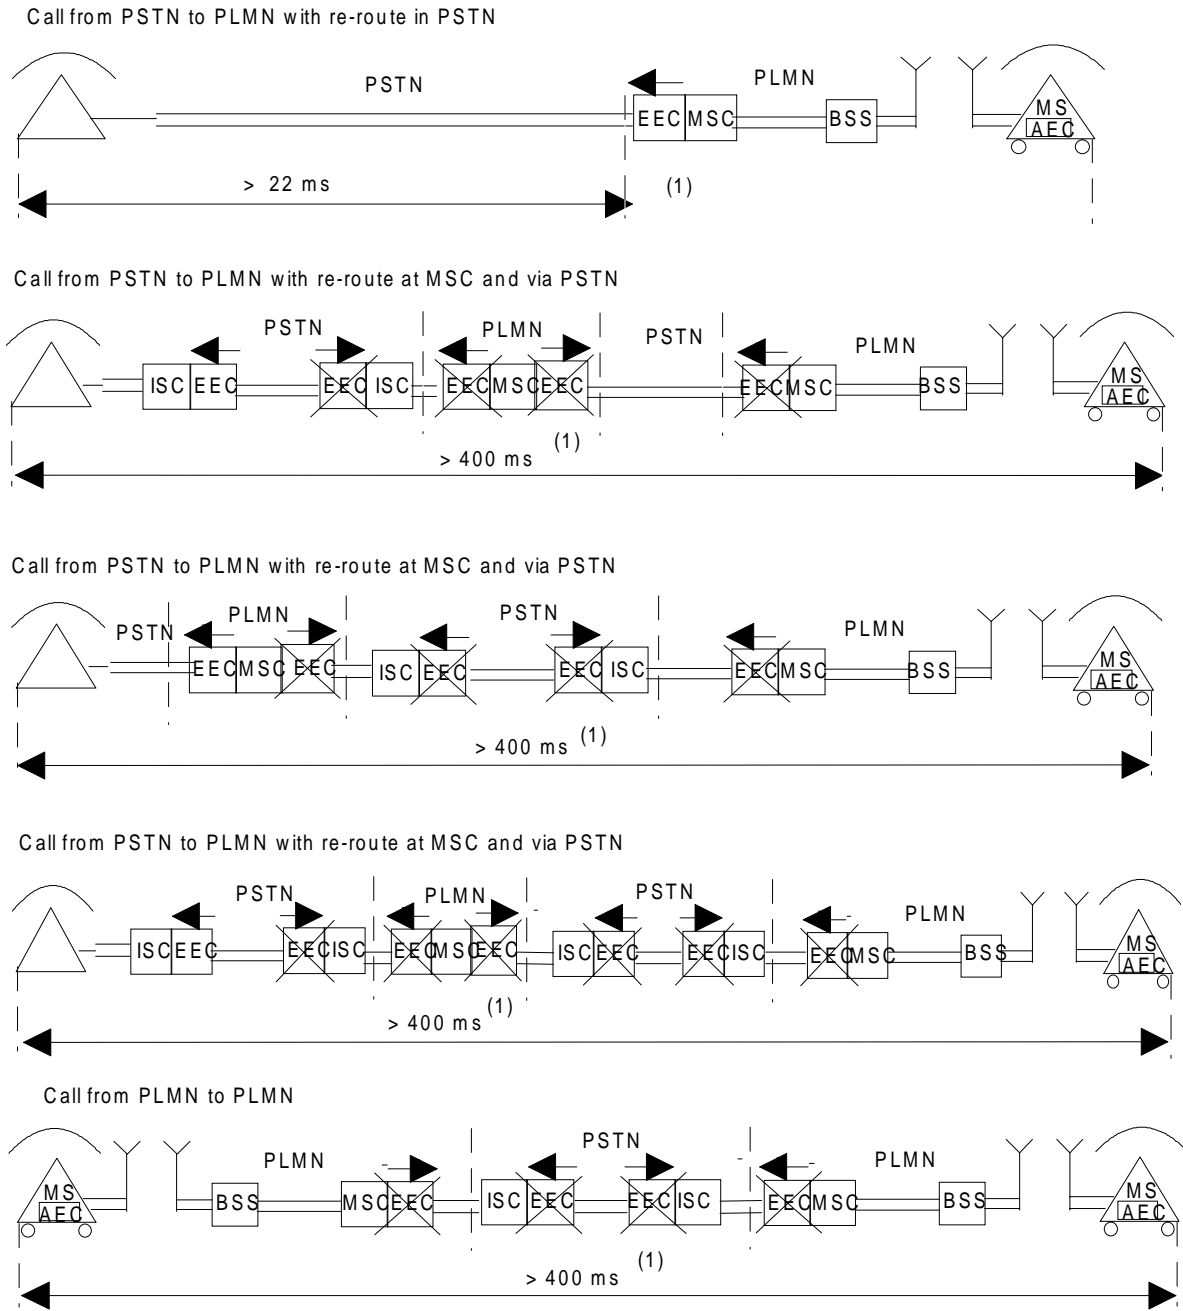 Call from PSTN to PLMN with re-route in PSTN
PSTN PLMN
EEC MSC BSS MS
AEC
> 22 ms (1)
Call from PSTN to PLMN with re-route at MSC and via PSTN
PSTN PLMN PSTN PLMN
ISC EEC EEC ISC EEC MSC EEC EEC MSC BSS MS
AEC
(1)
> 400 ms
Call from PSTN to PLMN with re-route at MSC and via PSTN
PSTN PLMN PSTN PLMN
EEC MSC EEC ISC EEC EEC ISC EEC MSC BSS MS
AEC
> 400 ms (1)
Call from PSTN to PLMN with re-route at MSC and via PSTN
PSTN PLMN PSTN PLMN
ISC EEC EEC ISC EEC MSC EEC ISC EEC EEC ISC EEC MSC BSS MS
AEC
(1)
> 400 ms
Call from PLMN to PLMN
PLMN PSTN PLMN
MS BSS MSC EEC ISC EEC EEC ISC EEC MSC BSS MS
AEC AEC
(1)
> 400 ms